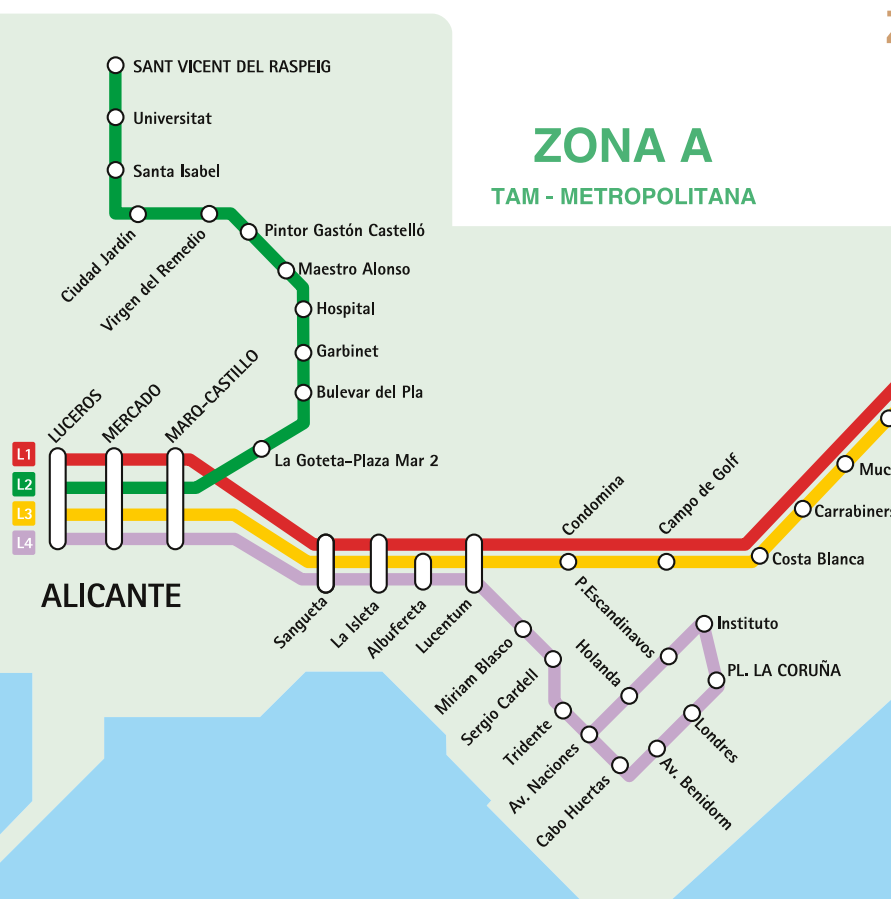 SANT VICENT DEL RASPEIG
Universitat
Santa Isabel
ZONA A
TAM - METROPOLITANA
Ciudad Jardín
Virgen del Remedio
Pintor Gastón Castelló
Maestro Alonso
Hospital
Garbinet
Bulevar del Pla
La Goteta-Plaza Mar 2
LUCEROS
MERCADO
MARQ-CASTILLO
L1
L2
L3
L4
ALICANTE
Sangueta
La Isleta
Albufereta
Lucentum
Condomina
Campo de Golf
Muc
Carrabiners
Costa Blanca
Miriam Blasco
Sergio Cardell
Tridente
Av. Naciones
Cabo Huertas
Holanda
P.Escandinavos
Instituto
PL. LA CORUÑA
Londres
Av. Benidorm